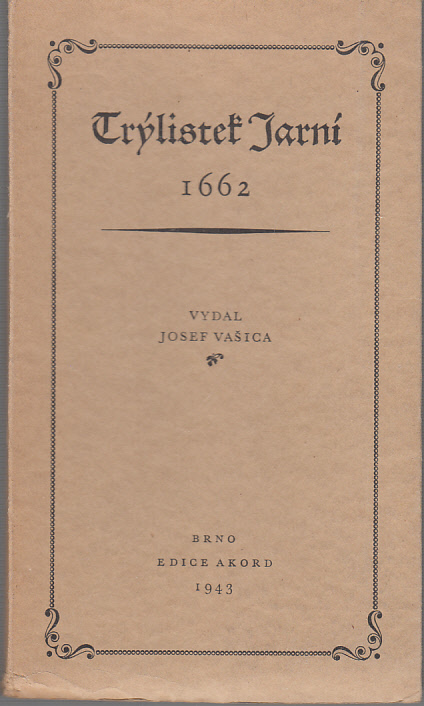 Trýlistek Jarní
1662
VYDAL
JOSEF VAŠICA
BRNO
EDICE AKORD
1943